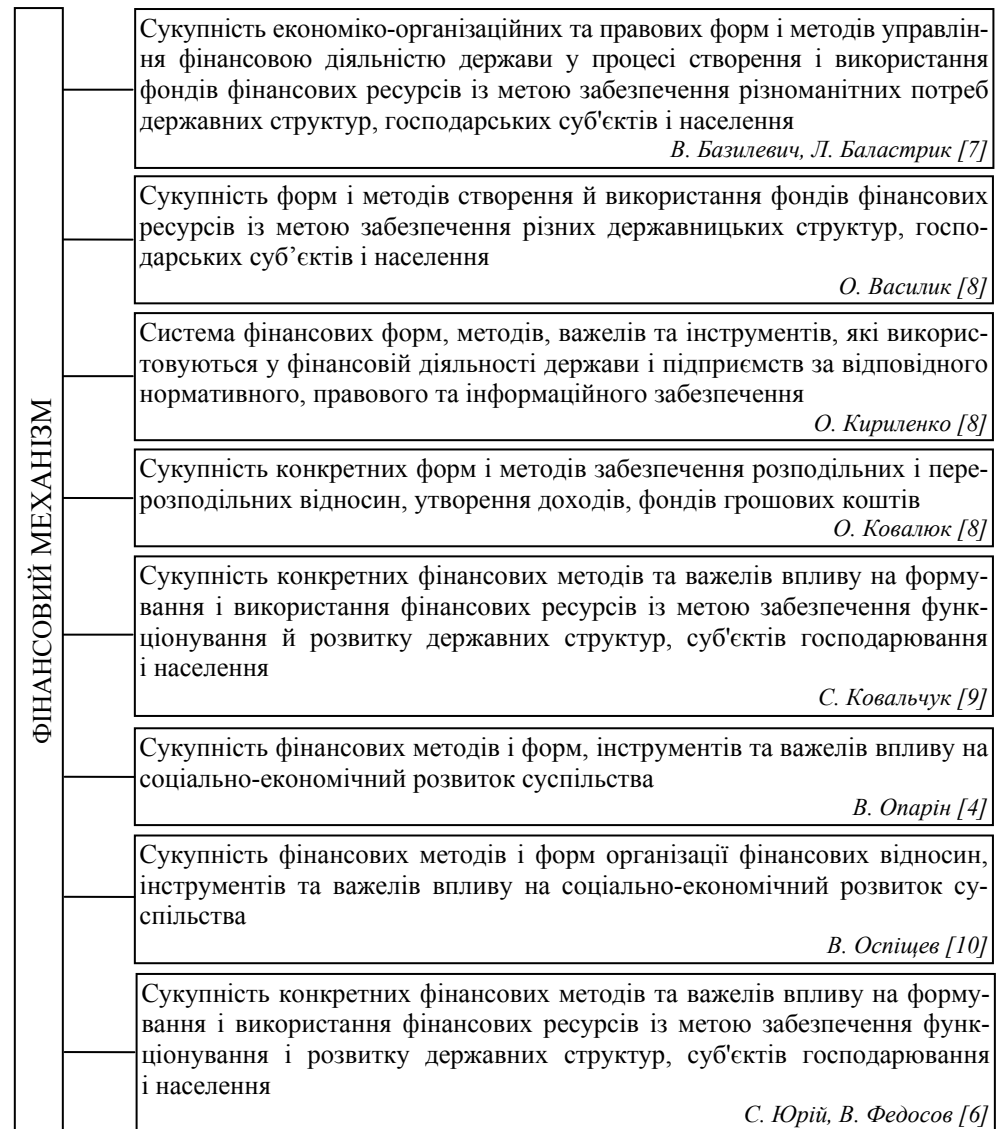 ФІНАНСОВИЙ МЕХАНІЗМ
Сукупність економіко-організаційних та правових форм і методів управлін-
ня фінансовою діяльністю держави у процесі створення і використання
фондів фінансових ресурсів із метою забезпечення різноманітних потреб
державних структур, господарських суб'єктів і населення
В. Базилевич, Л. Баластрик [7]
Сукупність форм і методів створення й використання фондів фінансових
ресурсів із метою забезпечення різних державницьких структур, госпо-
дарських суб’єктів і населення
О. Василик [8]
Система фінансових форм, методів, важелів та інструментів, які викорис-
товуються у фінансовій діяльності держави і підприємств за відповідного
нормативного, правового та інформаційного забезпечення
О. Кириленко [8]
Сукупність конкретних форм і методів забезпечення розподільних і пере-
розподільних відносин, утворення доходів, фондів грошових коштів
О. Ковалюк [8]
Сукупність конкретних фінансових методів та важелів впливу на форму-
вання і використання фінансових ресурсів із метою забезпечення функ-
ціонування й розвитку державних структур, суб'єктів господарювання
і населення
С. Ковальчук [9]
Сукупність фінансових методів і форм, інструментів та важелів впливу на
соціально-економічний розвиток суспільства
В. Опарін [4]
Сукупність фінансових методів і форм організації фінансових відносин,
інструментів та важелів впливу на соціально-економічний розвиток су-
спільства
В. Оспіщев [10]
Сукупність конкретних фінансових методів та важелів впливу на форму-
вання і використання фінансових ресурсів із метою забезпечення функ-
ціонування і розвитку державних структур, суб'єктів господарювання
і населення
С. Юрій, В. Федосов [6]